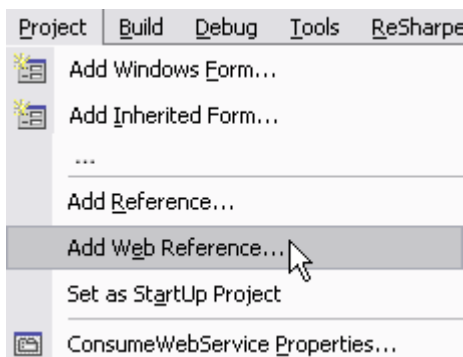 Project Build Debug Tools ReSharpe
Add Windows Form...
Add Inherited Form...
...
Add Reference...
Add Web Reference...
Set as StartUp Project
ConsumeWebService Properties...